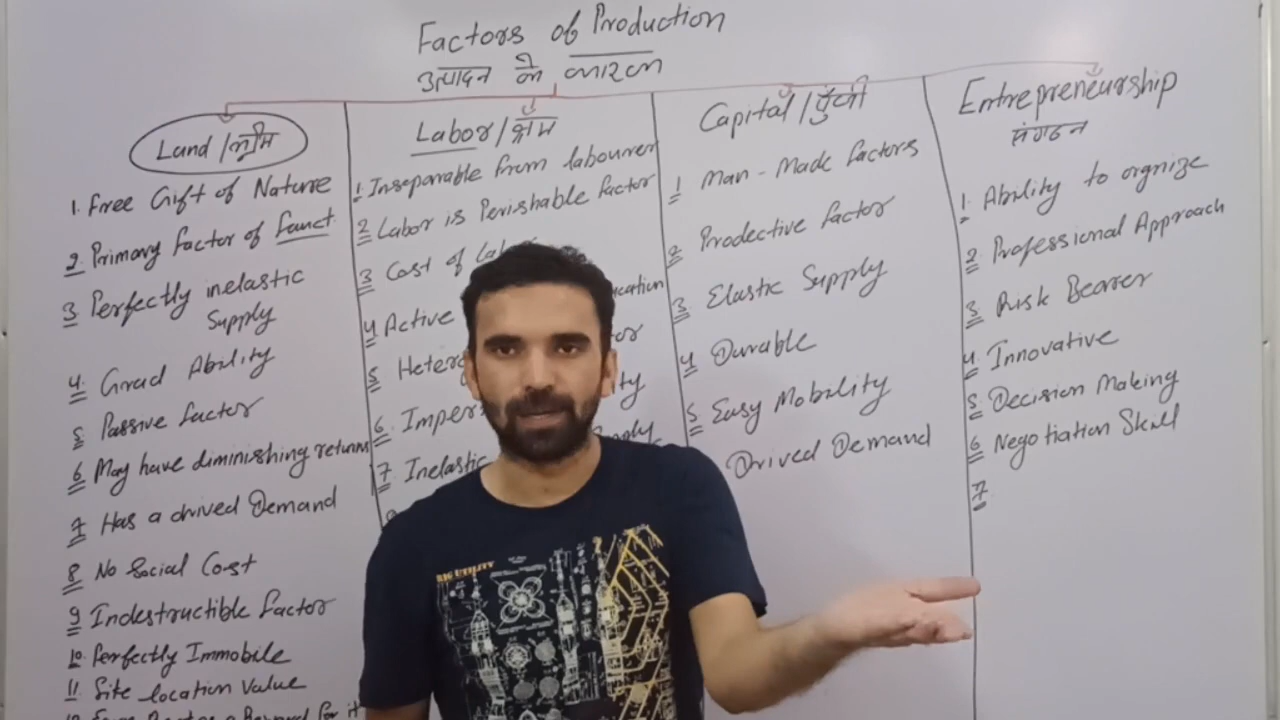 Factors of Production
उत्पादन के कारक
Land/भूमि
1. Free Gift of Nature
2. Primary factor of
3 Perfectly inelastic
Supply
4. Grad Ability
5 Passive factor
6 May have diminishing returns
7 Has a drived Demand
8 No Social Cost
9 Indestructible factor
10. Perfectly Immobile
11. Site location Value
Labor/श्रम
1. Inseparable from labourer
2 Labor is Perishable factor
3 Cost of
4 Active
5
6
7 Inelastic
Capital/पूंजी
1 Man-Made factors
2 Prodective factor
3 Elastic Supply
4 Durable
5 Easy Mobility
Drived Demand
Entrepreneurship
संगठन
1. Ability to orgnize
2. Professional Approach
3 Risk Bearer
4. Innovative
5 Decision Making
6 Negotiation Skill
7
BIG UTILITY